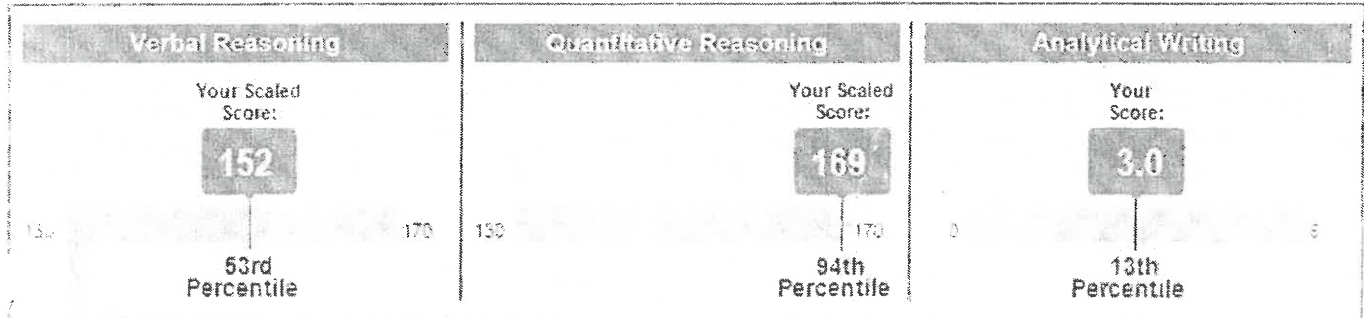 Verbal Reasoning
Your Scaled
Score:
152
170
53rd
Percentile
Quantitative Reasoning
Your Scaled
Score:
169
130
170
94th
Percentile
Analytical Writing
Your
Score:
3.0
0
6
13th
Percentile